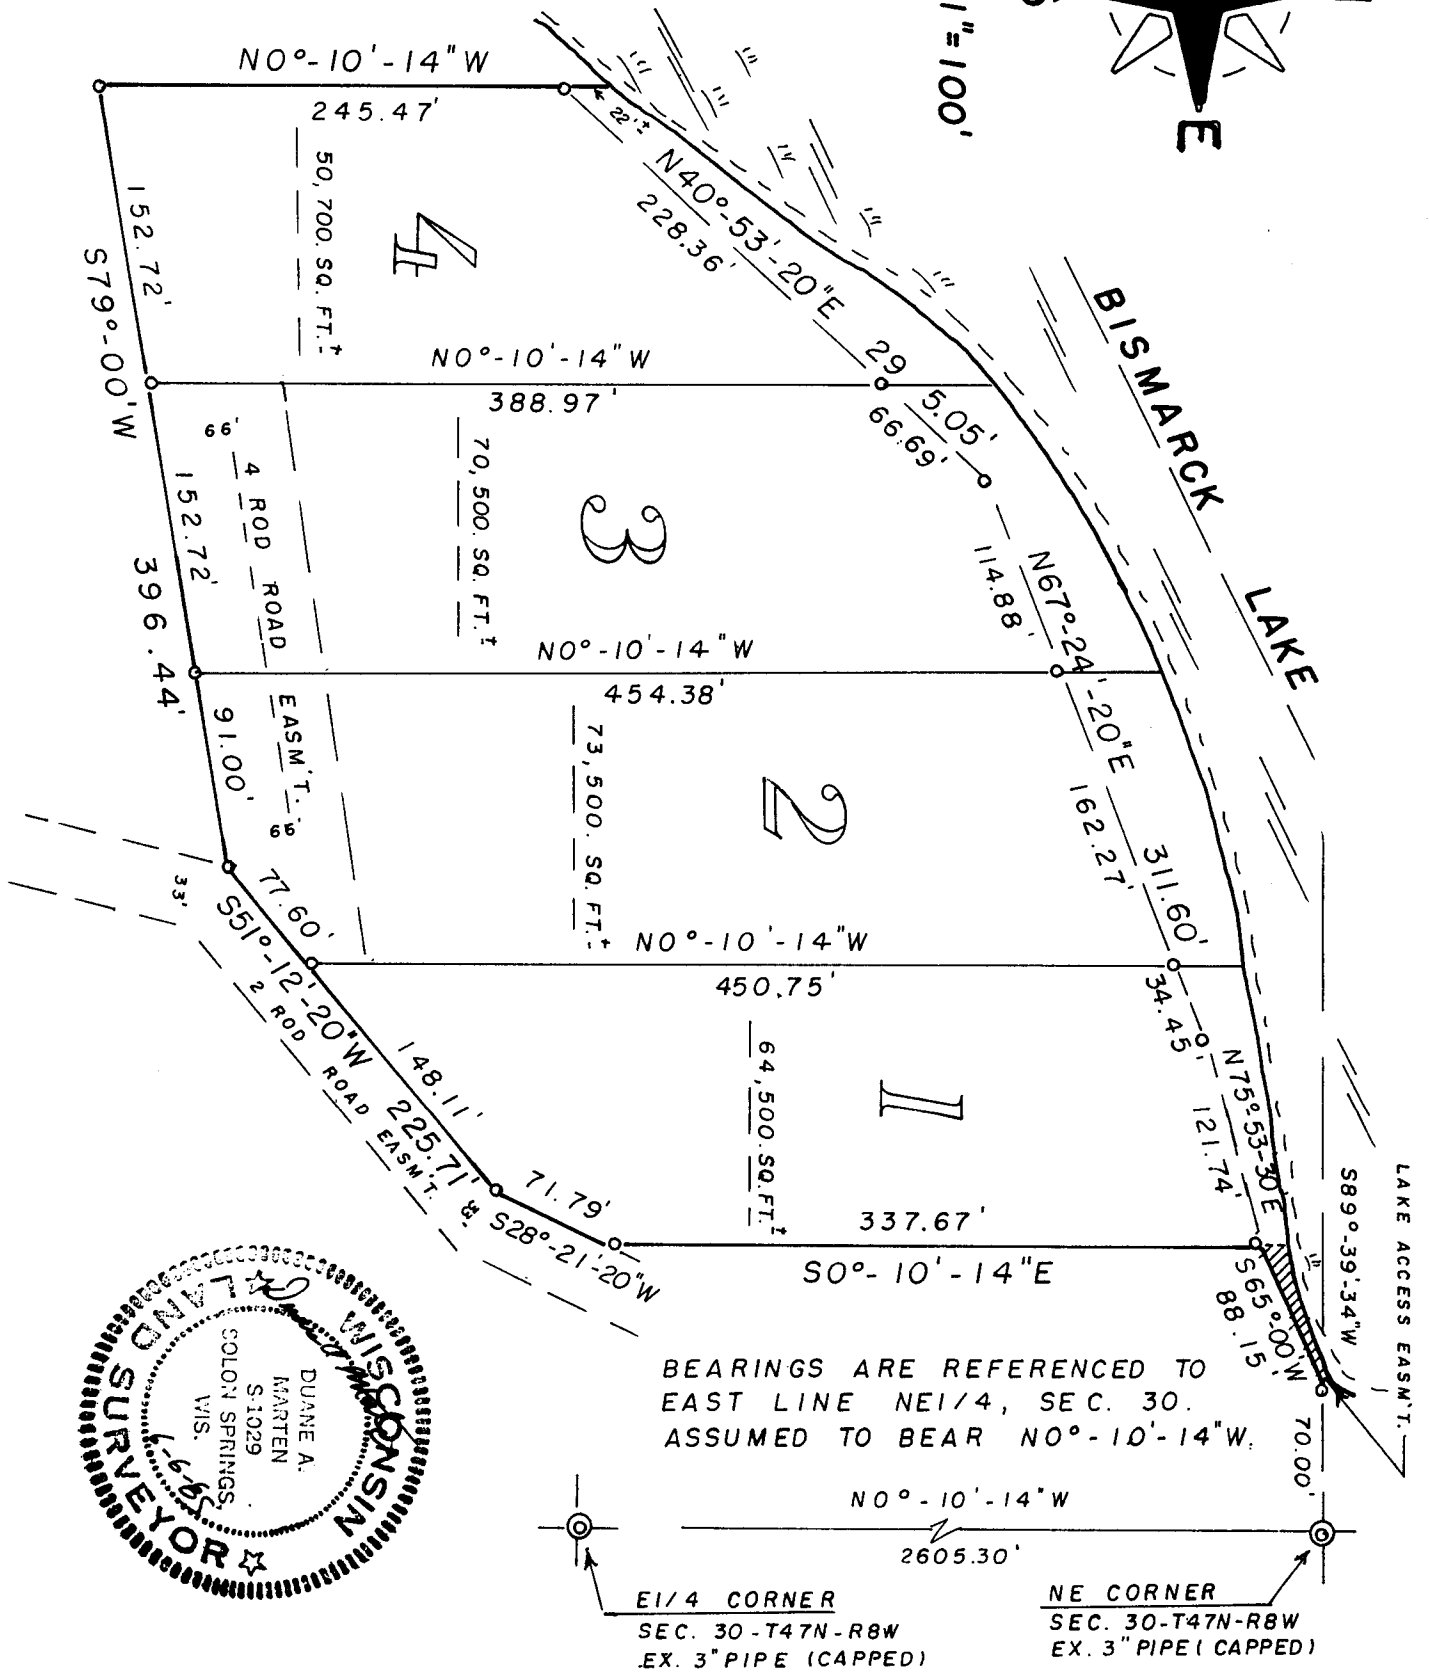 1"=100'
E
N0°-10'-14"W
245.47'
22'±
N40°-53'-20"E
228.36'
50,700. SQ. FT.±
4
152.72'
S79°-00'W
396.44'
N0°-10'-14"W
388.97'
29
5.05'
66.69'
BISMARCK LAKE
66'
4 ROD ROAD EASM'T.
66'
152.72'
70,500. SQ. FT.±
3
114.88'
N67°-24'-20"E
311.60'
N0°-10'-14"W
454.38'
91.00'
73,500. SQ. FT.±
2
162.27'
33'
77.60'
S51°-12'-20"W
225.71'
2 ROD ROAD EASM'T.
N0°-10'-14"W
450.75'
34.45'
N75°-53-30"E
121.74'
148.11'
64,500.SQ.FT.±
1
71.79'
S28°-21'-20"W
337.67'
S0°-10'-14"E
S65°-00'W
88.15'
S89°-39'-34"W
LAKE ACCESS EASM'T.
70.00'
BEARINGS ARE REFERENCED TO
EAST LINE NE1/4, SEC. 30.
ASSUMED TO BEAR N0°-10'-14"W.
N0°-10'-14"W
2605.30'
E1/4 CORNER
SEC. 30-T47N-R8W
EX. 3" PIPE (CAPPED)
NE CORNER
SEC. 30-T47N-R8W
EX. 3" PIPE (CAPPED)
WISCONSIN
LAND SURVEYOR
DUANE A.
MARTEN
S-1029
SOLON SPRINGS,
WIS.